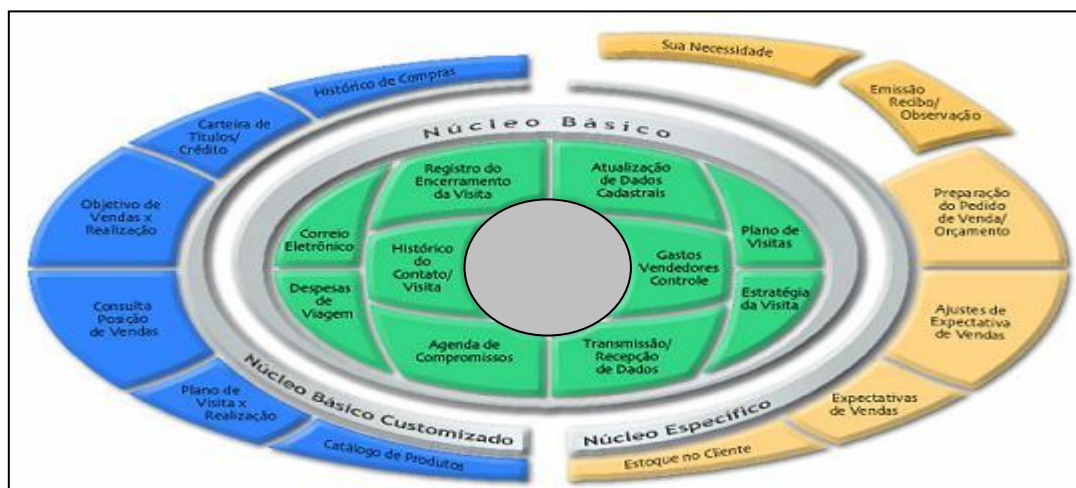 Sua Necessidade
Emissão
Recibo/
Observação
Histórico de Compras
Carteira de
Títulos/
Crédito
Núcleo Básico
Registro do
Encerramento
da Visita
Atualização
de Dados
Cadastrais
Objetivo de
Vendas x
Realização
Preparação
do Pedido
de Venda/
Orçamento
Correio
Eletrônico
Plano de
Visitas
Histórico
do
Contato/
Visita
Gastos
Vendedores
Controle
Despesas
de
Viagem
Estratégia
da Visita
Consulta
Posição
de Vendas
Ajustes de
Expectativa
de Vendas
Agenda de
Compromissos
Transmissão/
Recepção
de Dados
Plano de
Visita x
Realização
Expectativas
de Vendas
Núcleo Básico Customizado
Núcleo Específico
Catálogo de Produtos
Estoque no Cliente